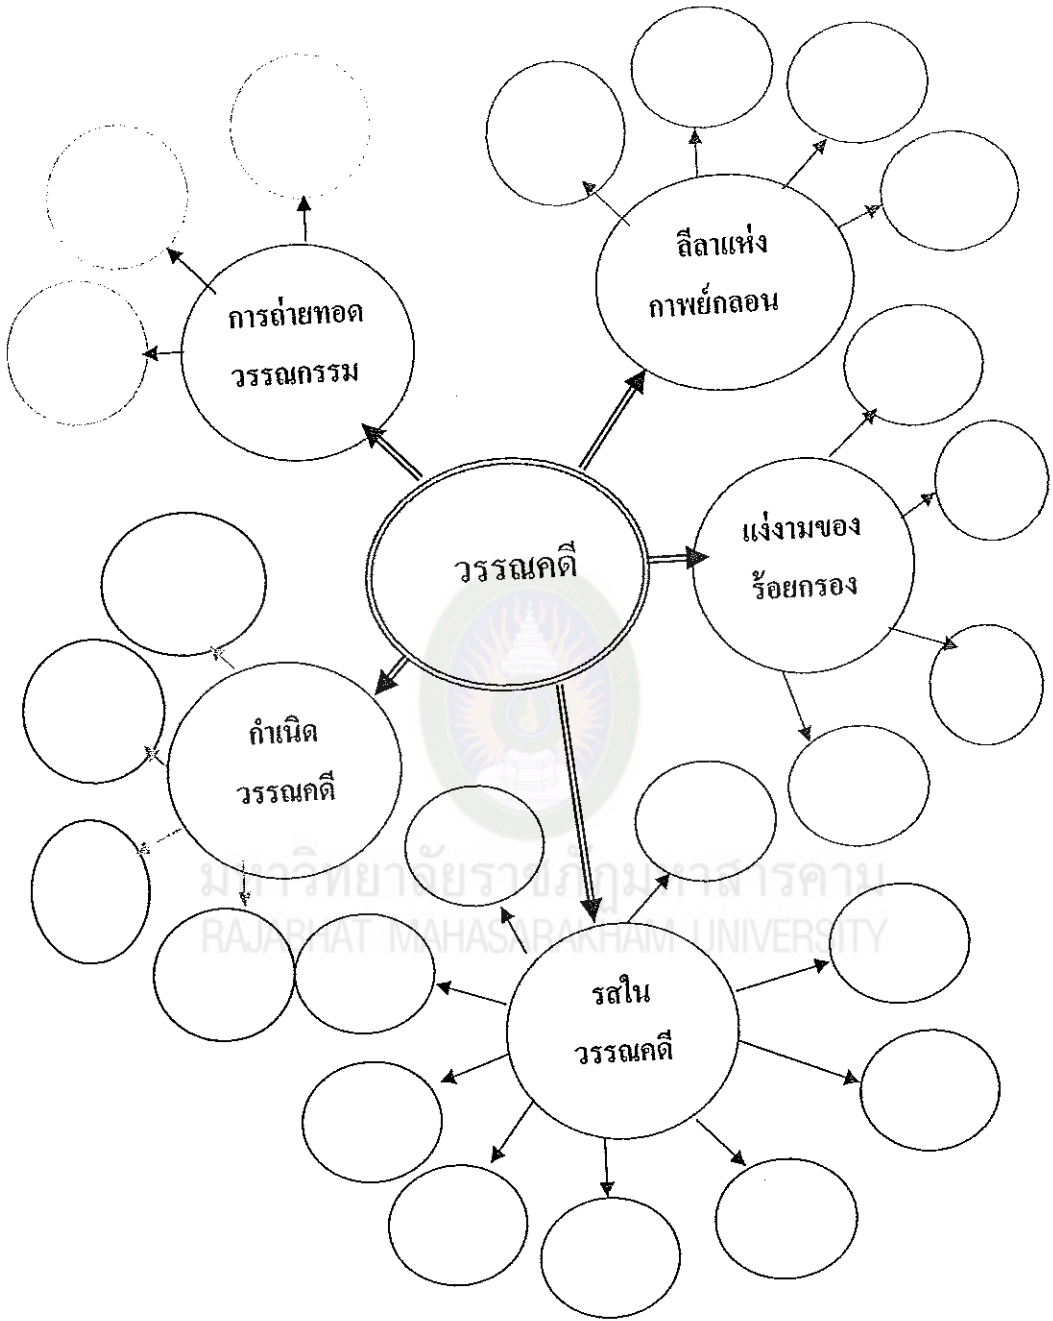 ลีลาแห่ง
กาพย์กลอน
การถ่ายทอด
วรรณกรรม
แง่งามของ
ร้อยกรอง
วรรณคดี
กำเนิด
วรรณคดี
มหาวิทยาลัยราชภัฏมหาสารคาม
RAJABHAT MAHASARAKHAM UNIVERSITY
รสใน
วรรณคดี